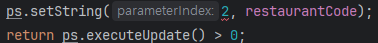 ps.setString( parameterIndex: 2, restaurantCode);
return ps.executeUpdate() > 0;